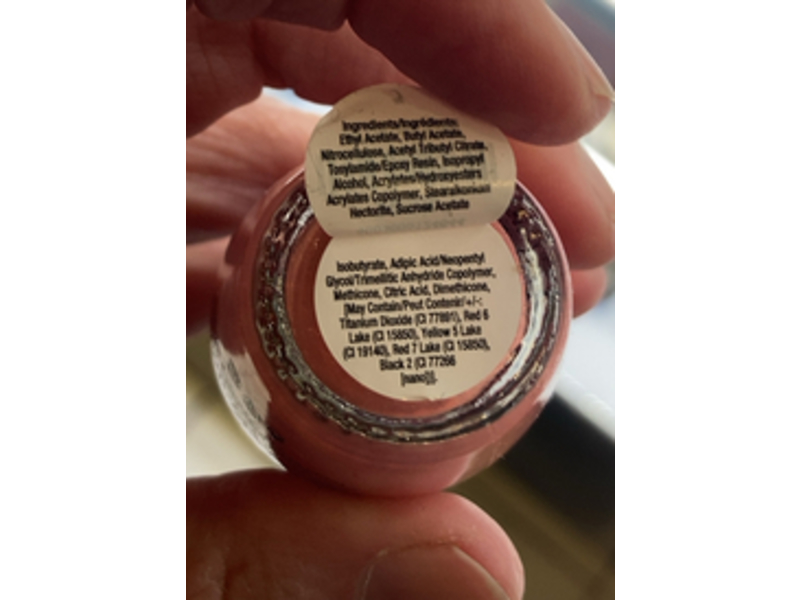 Ingredients/Ingrédients:
Ethyl Acetate, Butyl Acetate,
Nitrocellulose, Acetyl Tributyl Citrate,
Tosylamide/Epoxy Resin, Isopropyl
Alcohol, Acrylates/Hydroxyesters
Acrylates Copolymer, Stearalkonium
Hectorite, Sucrose Acetate
Isobutyrate, Adipic Acid/Neopentyl
Glycol/Trimellitic Anhydride Copolymer,
Methicone, Citric Acid, Dimethicone,
[May Contain/Peut Contenir/+/-:
Titanium Dioxide (CI 77891), Red 6
Lake (CI 15850), Yellow 5 Lake
(CI 19140), Red 7 Lake (CI 15850),
Black 2 (CI 77266
[nano])].